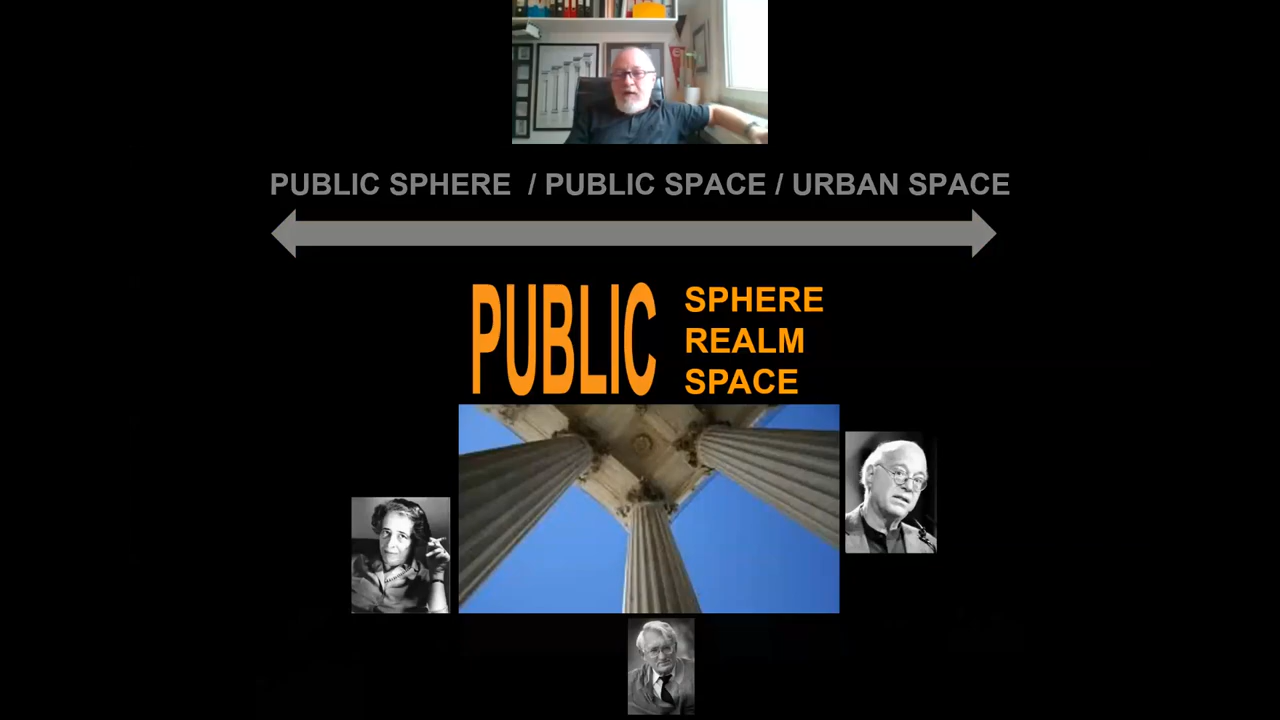 PUBLIC SPHERE / PUBLIC SPACE / URBAN SPACE
PUBLIC
SPHERE
REALM
SPACE